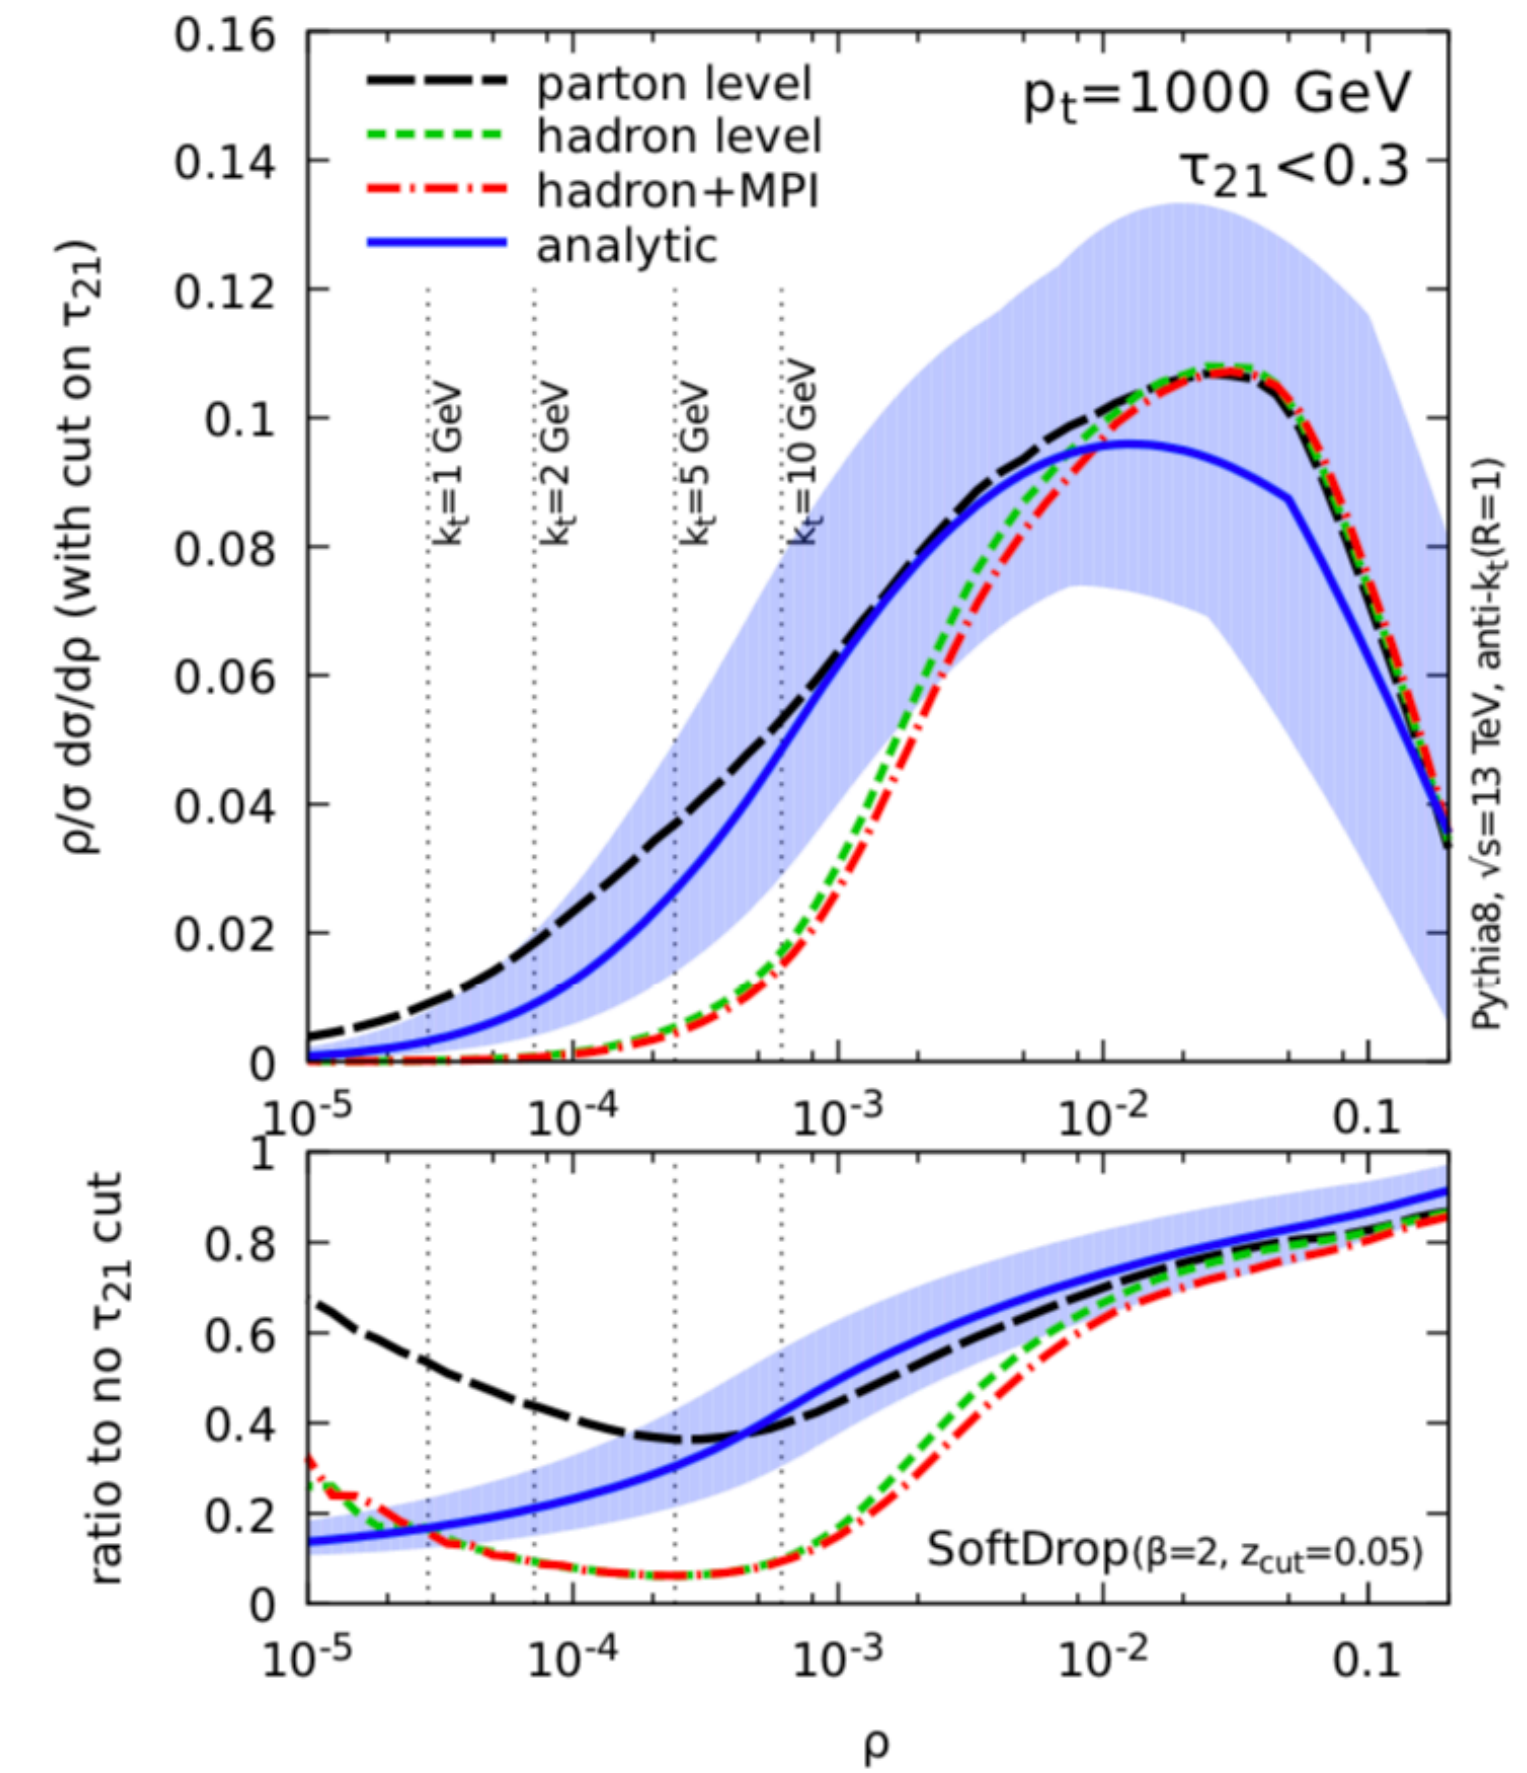 0.16
0.14
0.12
0.1
0.08
0.06
0.04
0.02
0
ρ/σ dσ/dρ (with cut on τ21)
parton level
hadron level
hadron+MPI
analytic
pt=1000 GeV
τ21<0.3
kt=1 GeV
kt=2 GeV
kt=5 GeV
kt=10 GeV
Pythia8, √s=13 TeV, anti-kt(R=1)
10-5 10-4 10-3 10-2 0.1
1
0.8
0.6
0.4
0.2
0
ratio to no τ21 cut
SoftDrop(β=2, zcut=0.05)
10-5 10-4 10-3 10-2 0.1
ρ